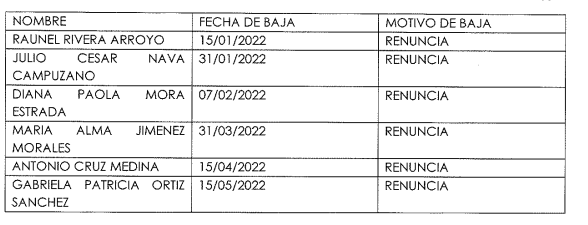 NOMBRE FECHA DE BAJA MOTIVO DE BAJA
RAUNEL RIVERA ARROYO 15/01/2022 RENUNCIA
JULIO CESAR NAVA 31/01/2022 RENUNCIA
CAMPUZANO
DIANA PAOLA MORA 07/02/2022 RENUNCIA
ESTRADA
MARIA ALMA JIMENEZ 31/03/2022 RENUNCIA
MORALES
ANTONIO CRUZ MEDINA 15/04/2022 RENUNCIA
GABRIELA PATRICIA ORTIZ 15/05/2022 RENUNCIA
SANCHEZ